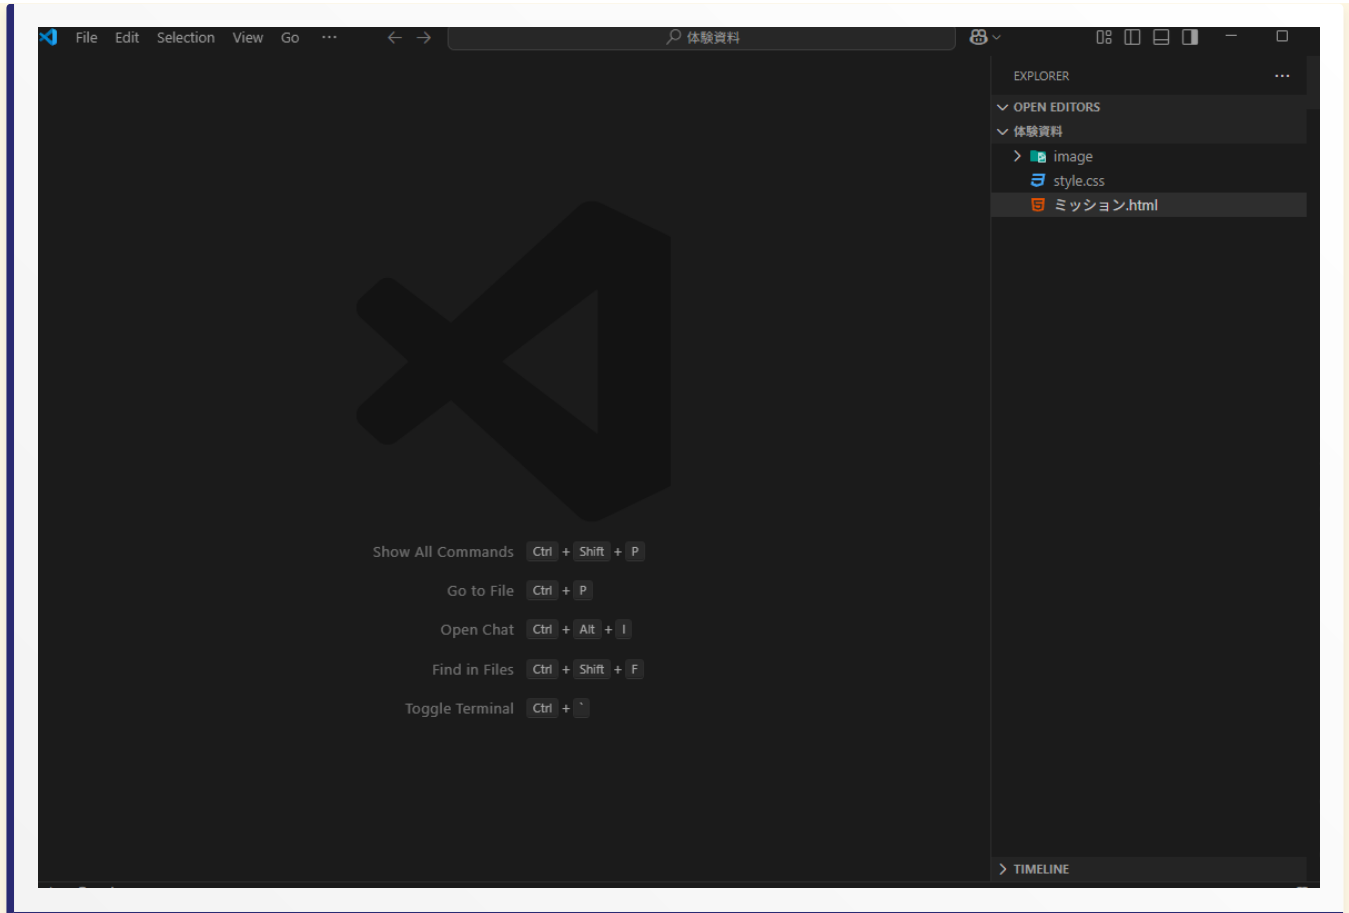 File Edit Selection View Go ··· ← → 体験資料
EXPLORER ···
OPEN EDITORS
体験資料
image
style.css
ミッション.html
Show All Commands Ctrl + Shift + P
Go to File Ctrl + P
Open Chat Ctrl + Alt + I
Find in Files Ctrl + Shift + F
Toggle Terminal Ctrl + `
TIMELINE